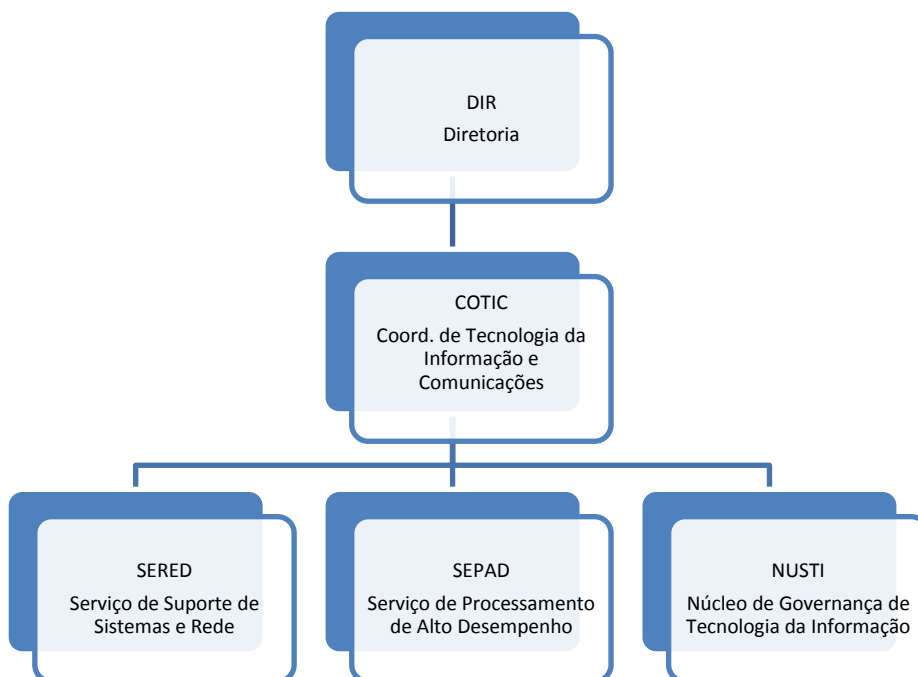 DIR
Diretoria
COTIC
Coord. de Tecnologia da
Informação e
Comunicações
SERED
Serviço de Suporte de
Sistemas e Rede
SEPAD
Serviço de Processamento
de Alto Desempenho
NUSTI
Núcleo de Governança de
Tecnologia da Informação